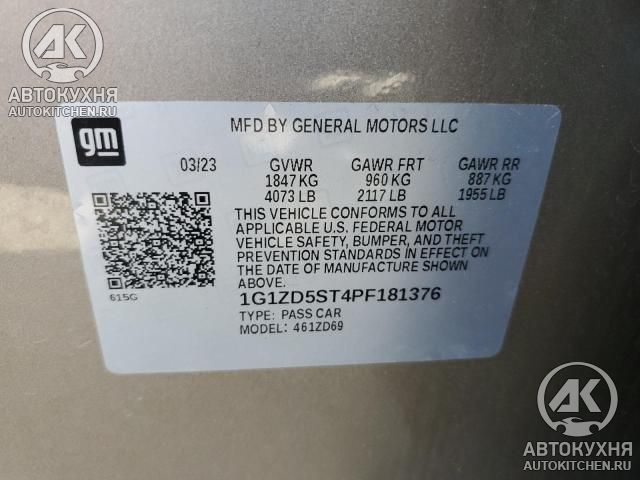 АК
АВТОКУХНЯ
AUTOKITCHEN.RU
gm
MFD BY GENERAL MOTORS LLC
03/23 GVWR GAWR FRT GAWR RR
1847 KG 960 KG 887 KG
4073 LB 2117 LB 1955 LB
THIS VEHICLE CONFORMS TO ALL
APPLICABLE U.S. FEDERAL MOTOR
VEHICLE SAFETY, BUMPER, AND THEFT
PREVENTION STANDARDS IN EFFECT ON
THE DATE OF MANUFACTURE SHOWN
ABOVE.
615G
1G1ZD5ST4PF181376
TYPE: PASS CAR
MODEL: 461ZD69
АК
АВТОКУХНЯ
AUTOKITCHEN.RU